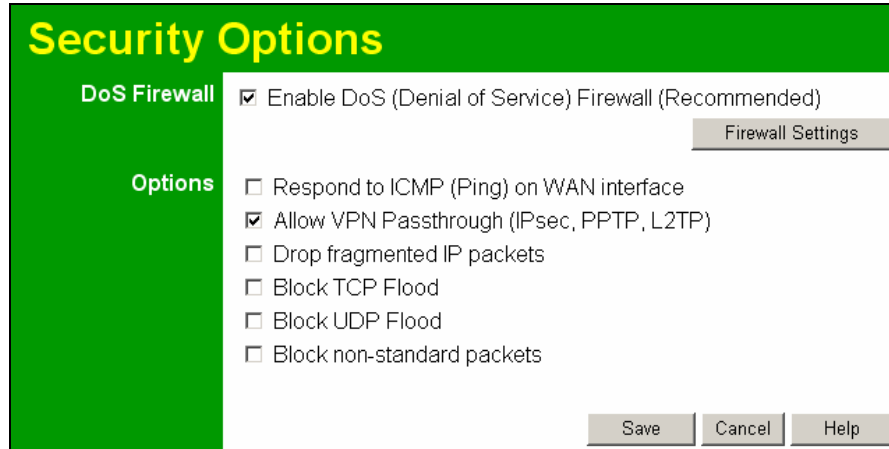 Security Options
DoS Firewall
Enable DoS (Denial of Service) Firewall (Recommended)
Firewall Settings
Options
Respond to ICMP (Ping) on WAN interface
Allow VPN Passthrough (IPsec, PPTP, L2TP)
Drop fragmented IP packets
Block TCP Flood
Block UDP Flood
Block non-standard packets
Save Cancel Help